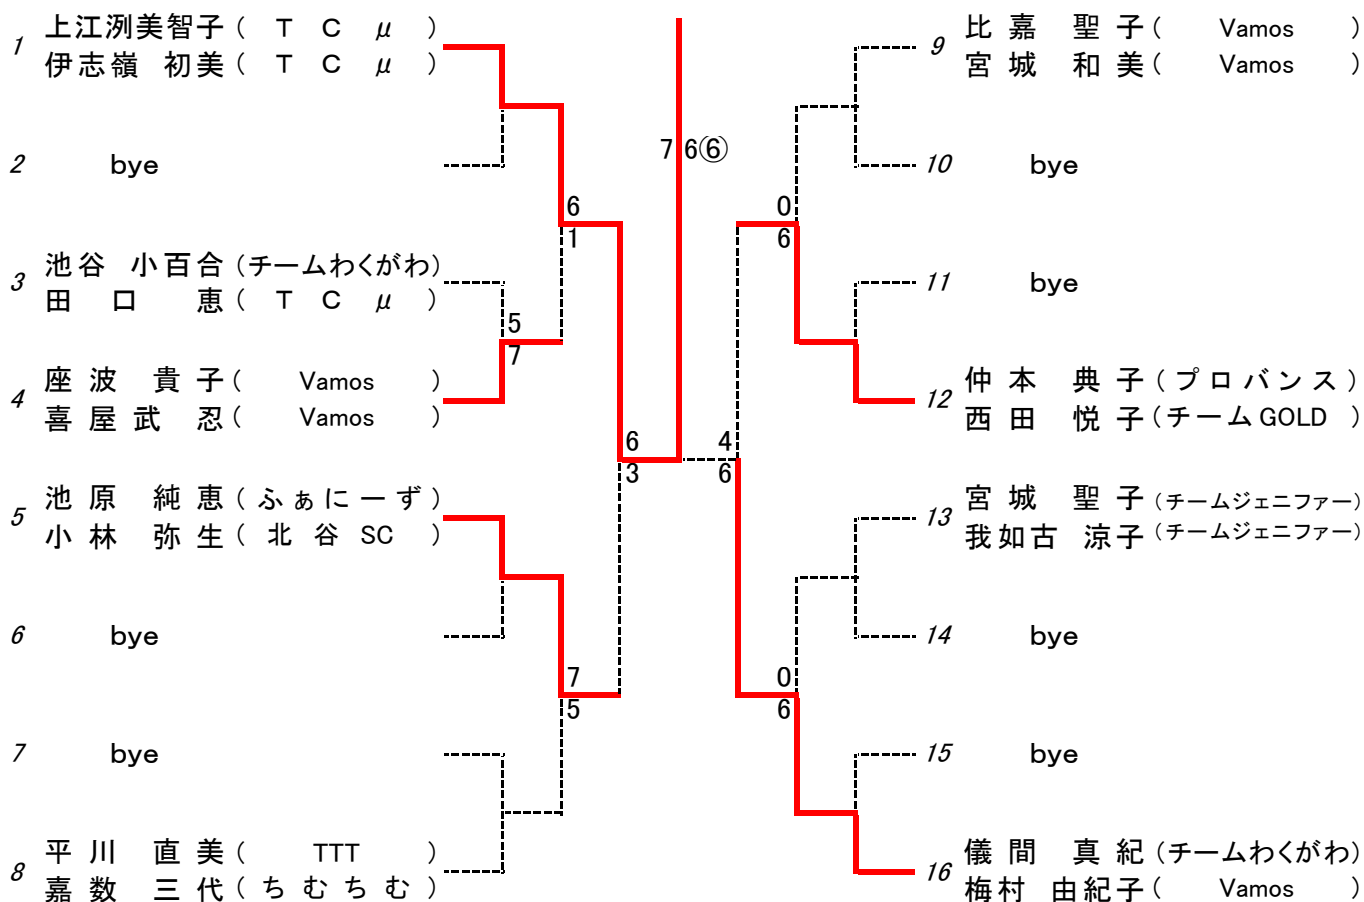 1 上江洌美智子 ( T C μ )
伊志嶺 初美 ( T C μ )
2 bye
6
1
3 池谷 小百合 (チームわくがわ)
田口 恵 ( T C μ )
5
7
4 座波 貴子 ( Vamos )
喜屋武 忍 ( Vamos )
6
3
5 池原 純恵 (ふぁにーず)
小林 弥生 ( 北谷 SC )
6 bye
7
5
7 bye
8 平川 直美 ( TTT )
嘉数 三代 (ちむちむ)
7 6⑥
9 比嘉 聖子 ( Vamos )
宮城 和美 ( Vamos )
10 bye
0
6
11 bye
12 仲本 典子 (プロバンス)
西田 悦子 (チーム GOLD )
4
6
13 宮城 聖子 (チームジェニファー)
我如古 涼子 (チームジェニファー)
14 bye
0
6
15 bye
16 儀間 真紀 (チームわくがわ)
梅村 由紀子 ( Vamos )